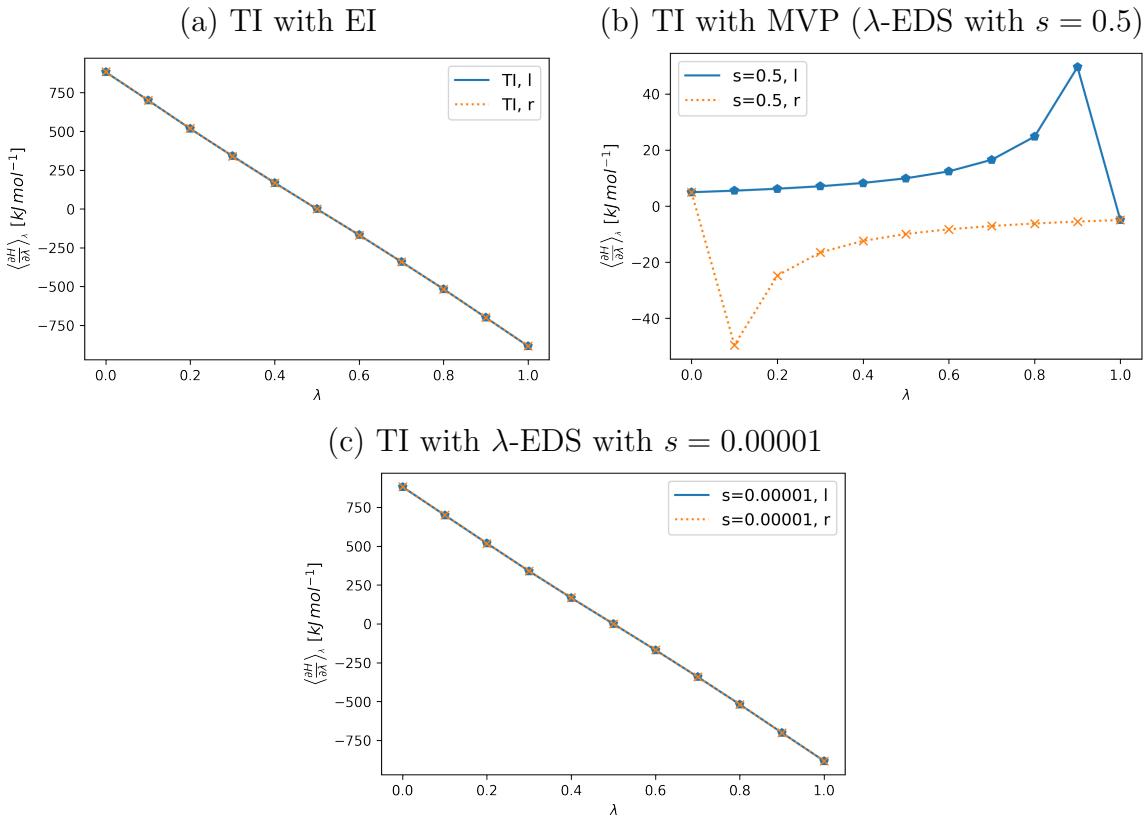 (a) TI with EI
TI, l
TI, r
750
500
250
0
−250
−500
−750
⟨∂H/∂λ⟩λ [kJ mol⁻¹]
0.0 0.2 0.4 0.6 0.8 1.0
λ
(b) TI with MVP (λ-EDS with s = 0.5)
s=0.5, l
s=0.5, r
40
20
0
−20
−40
⟨∂H/∂λ⟩λ [kJ mol⁻¹]
0.0 0.2 0.4 0.6 0.8 1.0
λ
(c) TI with λ-EDS with s = 0.00001
s=0.00001, l
s=0.00001, r
750
500
250
0
−250
−500
−750
⟨∂H/∂λ⟩λ [kJ mol⁻¹]
0.0 0.2 0.4 0.6 0.8 1.0
λ